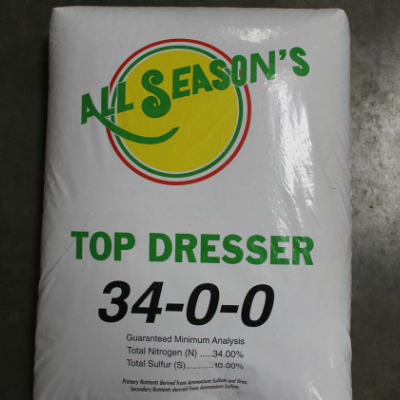 ALL SEASON'S
TOP DRESSER
34-0-0
Guaranteed Minimum Analysis
Total Nitrogen (N) .....34.00%
Total Sulfur (S)..............10.00%
Primary Nutrients derived from Ammonium Sulfate and Urea.
Secondary Nutrients derived from Ammonium Sulfate.